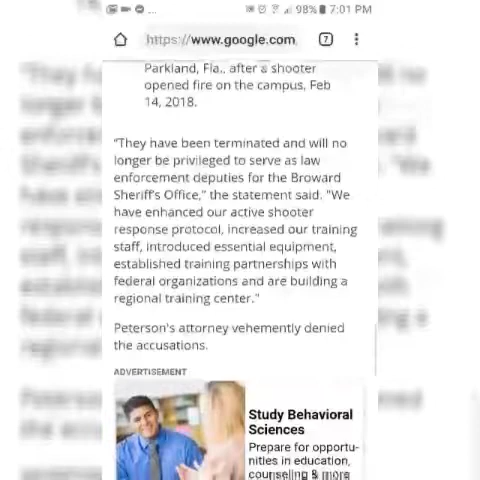 98% 7:01 PM
https://www.google.com
7
Parkland, Fla., after a shooter
opened fire on the campus, Feb
14, 2018.
"They have been terminated and will no
longer be privileged to serve as law
enforcement deputies for the Broward
Sheriff's Office," the statement said. "We
have enhanced our active shooter
response protocol, increased our training
staff, introduced essential equipment,
established training partnerships with
federal organizations and are building a
regional training center."
Peterson's attorney vehemently denied
the accusations.
ADVERTISEMENT
Study Behavioral
Sciences
Prepare for opportu-
nities in education,
counseling & more